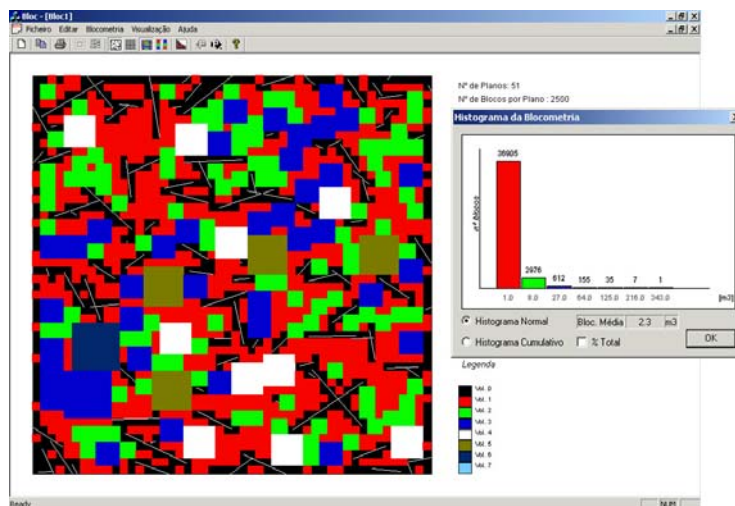 Bloc - [Bloc1]
Ficheiro Editar Blocometria Visualização Ajuda
Nº de Planos: 51
Nº de Blocos por Plano : 2500
Histograma da Blocometria
nº blocos
36905
2976
612
155
35
7
1
1.0 8.0 27.0 64.0 125.0 216.0 343.0 [m3]
Histograma Normal
Bloc. Média 2.3 m3
Histograma Cumulativo
% Total
OK
Legenda
Vol. 0
Vol. 1
Vol. 2
Vol. 3
Vol. 4
Vol. 5
Vol. 6
Vol. 7
Ready
NUM